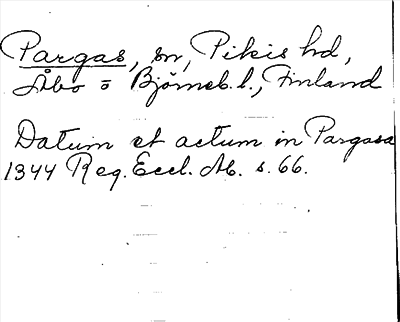 Pargas, sn, Pikis hd,
Åbo o Björneb. l., Finland
Datum et actum in Pargasa
1344 Reg. Eccl. Ab. s. 66.